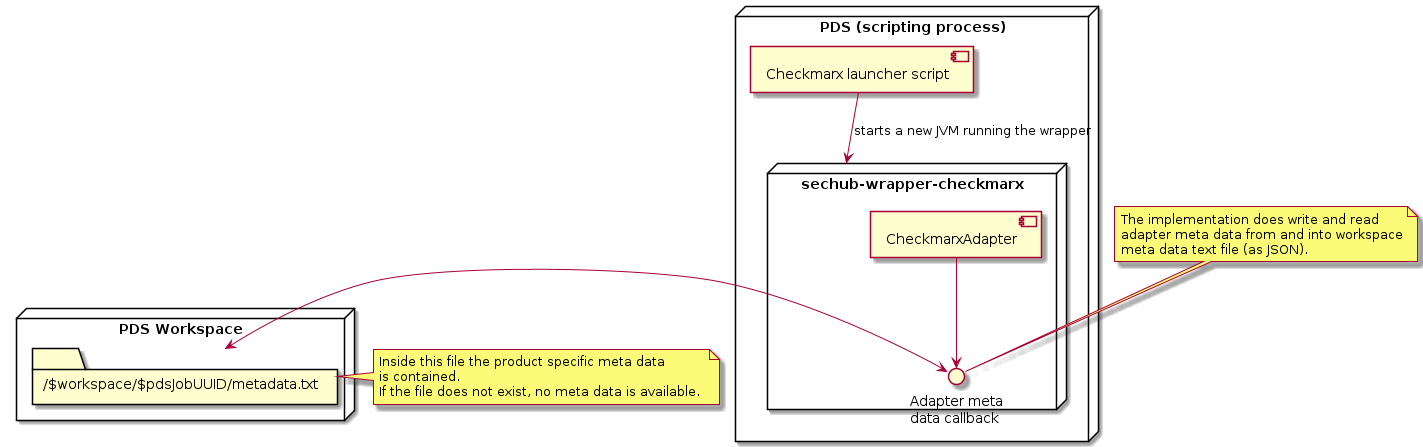 PDS (scripting process)
Checkmarx launcher script
starts a new JVM running the wrapper
sechub-wrapper-checkmarx
CheckmarxAdapter
The implementation does write and read
adapter meta data from and into workspace
meta data text file (as JSON).
PDS Workspace
/$workspace/$pdsJobUUID/metadata.txt
Inside this file the product specific meta data
is contained.
If the file does not exist, no meta data is available.
Adapter meta
data callback